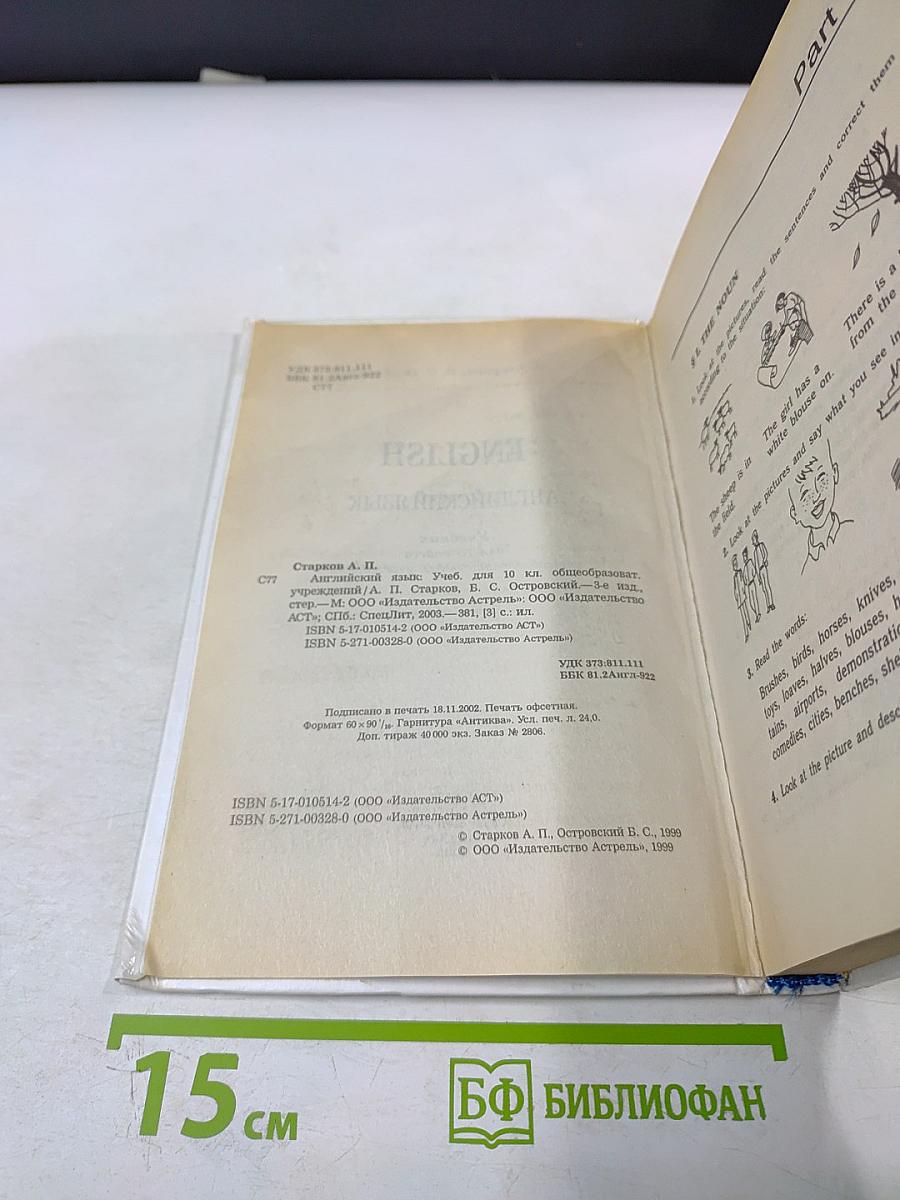 УДК 373:811.111
ББК 81.2Англ-922
С77
ENGLISH
АНГЛИЙСКИЙ ЯЗЫК
Старков А. П.
С77 Английский язык: Учеб. для 10 кл. общеобразоват.
учреждений/А. П. Старков, Б. С. Островский.—3-е изд.,
стер.— М: ООО «Издательство Астрель»: ООО «Издательство
АСТ»; СПб.: СпецЛит, 2003.— 381, [3] с.: ил.
ISBN 5-17-010514-2 (ООО «Издательство АСТ»)
ISBN 5-271-00328-0 (ООО «Издательство Астрель»)
УДК 373:811.111
ББК 81.2Англ-922
Подписано в печать 18.11.2002. Печать офсетная.
Формат 60×90 1/16. Гарнитура «Антиква». Усл. печ. л. 24,0.
Доп. тираж 40 000 экз. Заказ № 2806.
ISBN 5-17-010514-2 (ООО «Издательство АСТ»)
ISBN 5-271-00328-0 (ООО «Издательство Астрель»)
© Старков А. П., Островский Б. С., 1999
© ООО «Издательство Астрель», 1999
Part
§ 1. THE NOUN
1. Look at the pictures, read the sentences and correct them
according to the situation:
The sheep is in
the field.
The girl has a
white blouse on.
There is a
from the
2. Look at the pictures and say what you see in
3. Read the words:
Brushes, birds, horses, knives,
toys, loaves, halves, blouses,
tains, airports, demonstration
comedies, cities, benches, she
4. Look at the picture and desc
15 см
БФ БИБЛИОФАН